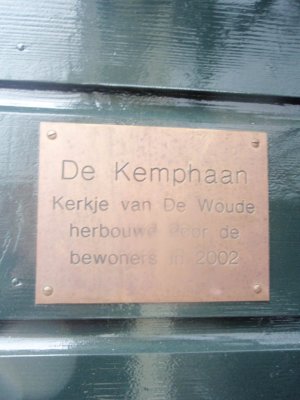 De Kemphaan
Kerkje van De Woude
herbouwd door de
bewoners in 2002